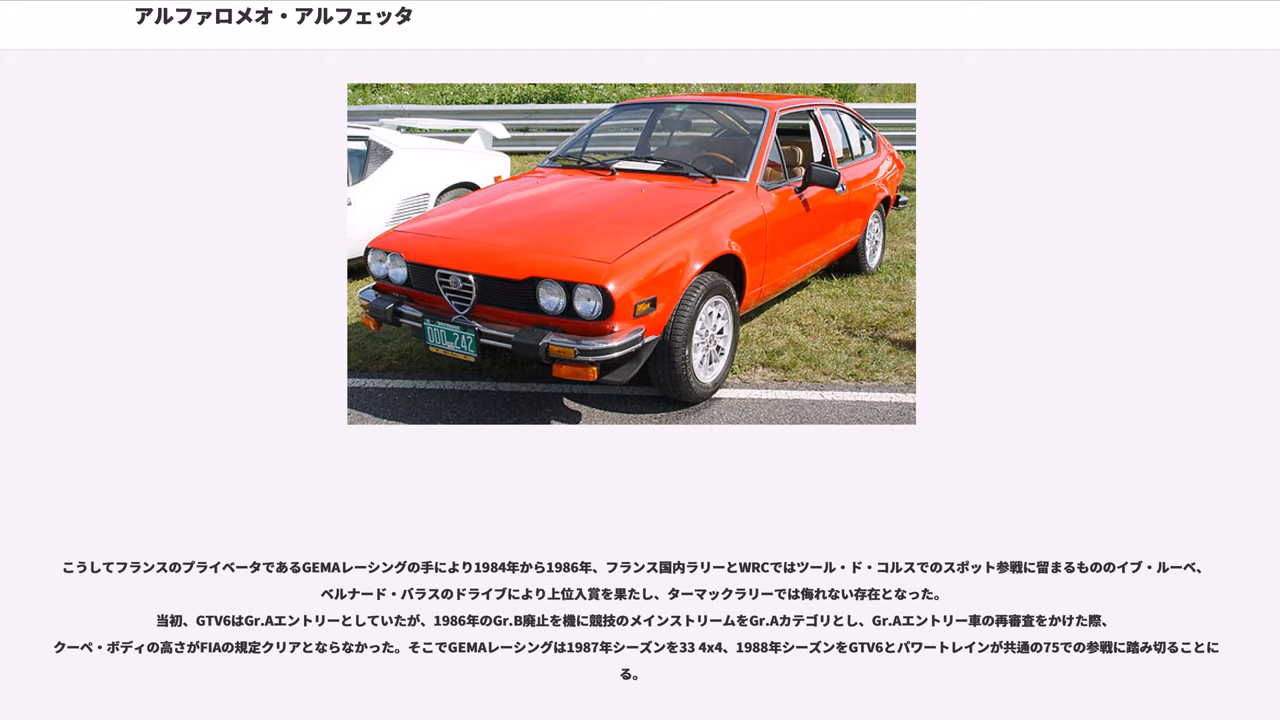 アルファロメオ・アルフェッタ
000 242
こうしてフランスのプライベータであるGEMAレーシングの手により1984年から1986年、フランス国内ラリーとWRCではツール・ド・コルスでのスポット参戦に留まるもののイブ・ルーベ、
ベルナード・バラスのドライブにより上位入賞を果たし、ターマックラリーでは侮れない存在となった。
当初、GTV6はGr.Aエントリーとしていたが、1986年のGr.B廃止を機に競技のメインストリームをGr.Aカテゴリとし、Gr.Aエントリー車の再審査をかけた際、
クーペ・ボディの高さがFIAの規定クリアとならなかった。そこでGEMAレーシングは1987年シーズンを33 4x4、1988年シーズンをGTV6とパワートレインが共通の75での参戦に踏み切ることに
る。